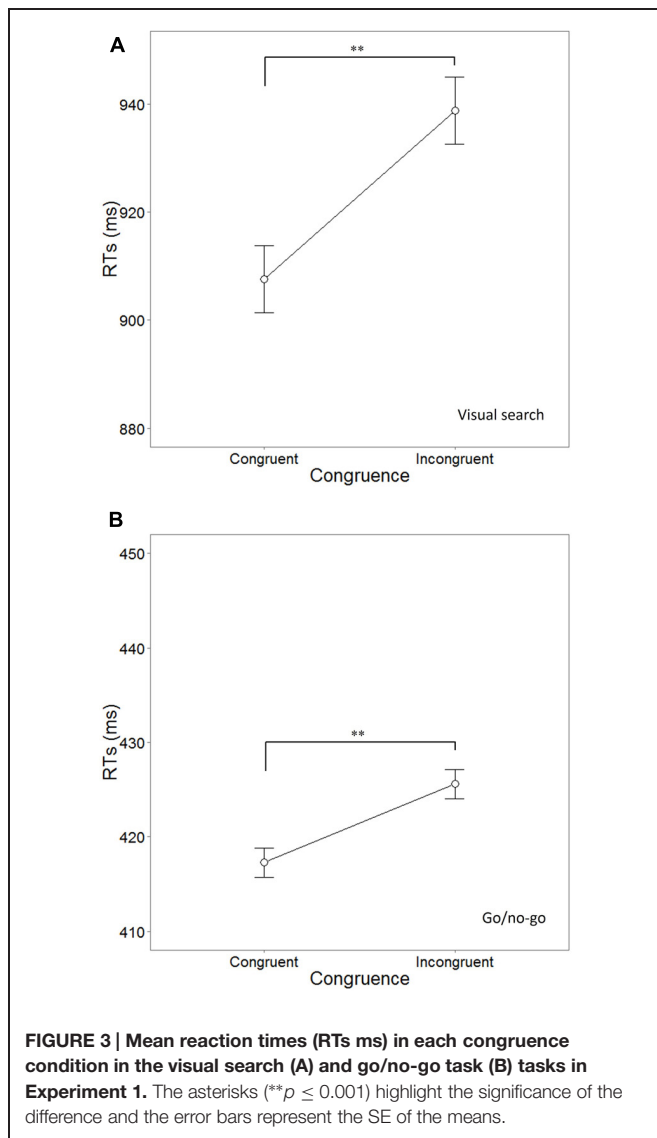 A
**
940
920
900
880
RTs (ms)
Visual search
Congruent Incongruent
Congruence
B
450
440
**
430
420
410
RTs (ms)
Go/no-go
Congruent Incongruent
Congruence
FIGURE 3 | Mean reaction times (RTs ms) in each congruence
condition in the visual search (A) and go/no-go task (B) tasks in
Experiment 1. The asterisks (**p ≤ 0.001) highlight the significance of the
difference and the error bars represent the SE of the means.